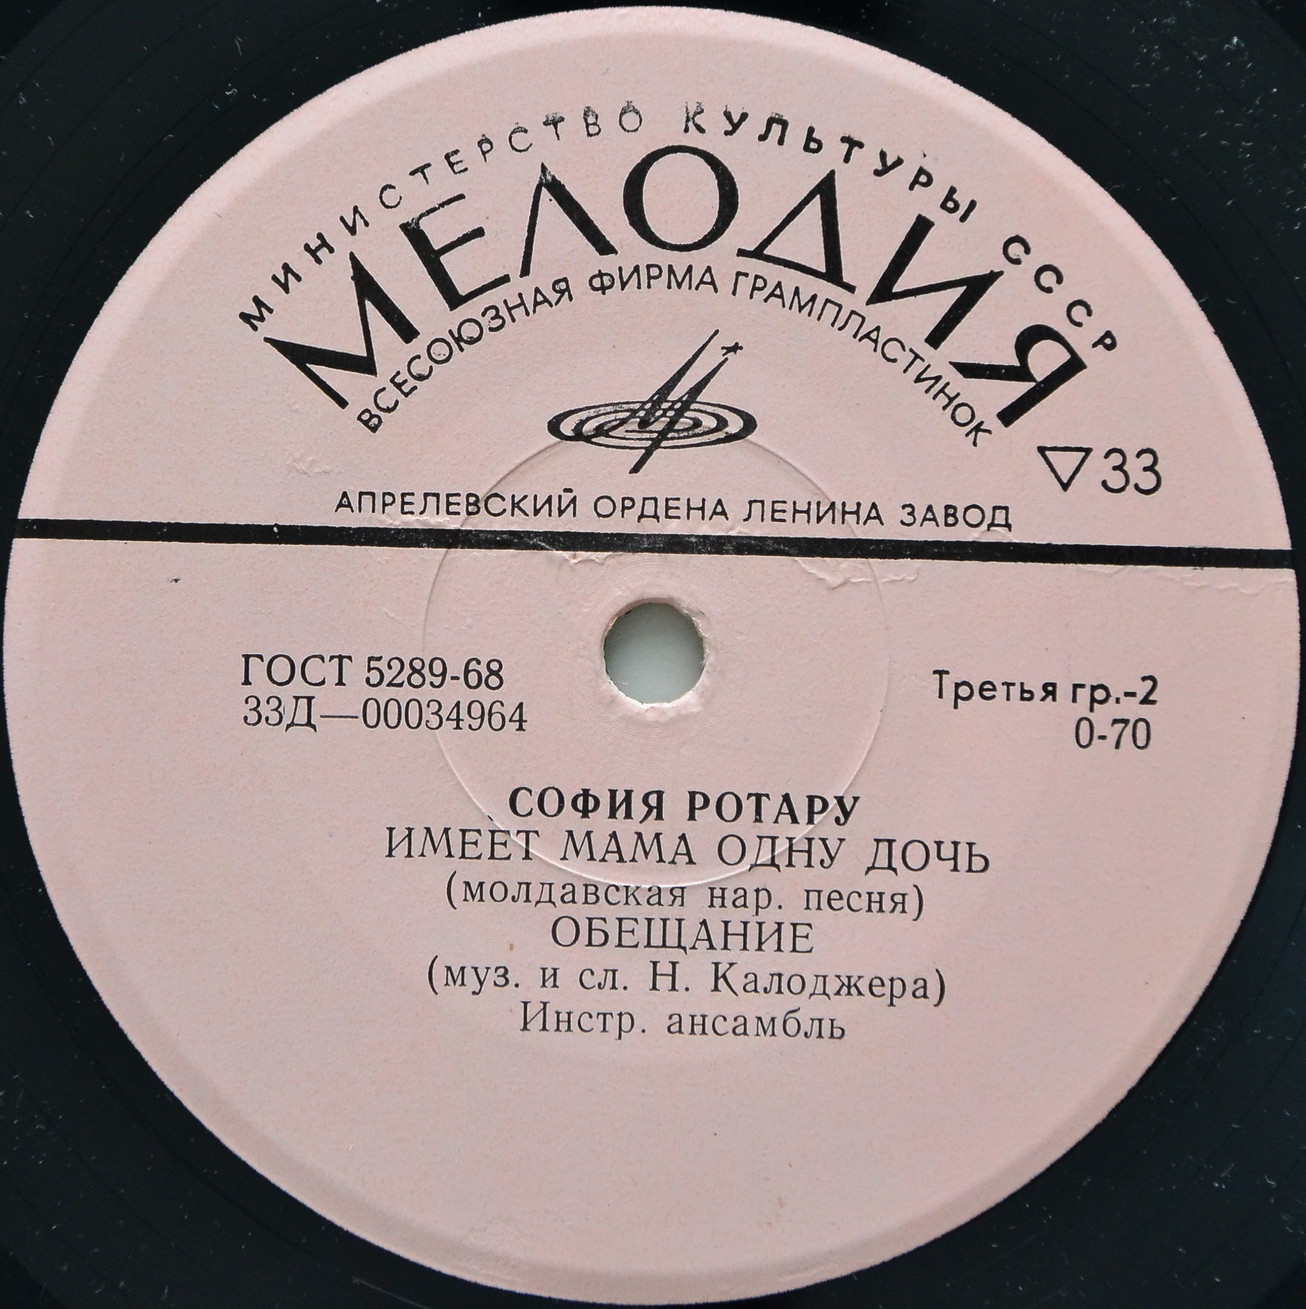 МИНИСТЕРСТВО КУЛЬТУРЫ СССР
МЕЛОДИЯ
ВСЕСОЮЗНАЯ ФИРМА ГРАМПЛАСТИНОК
▽33
АПРЕЛЕВСКИЙ ОРДЕНА ЛЕНИНА ЗАВОД
ГОСТ 5289-68
33Д—00034964
Третья гр.-2
0-70
СОФИЯ РОТАРУ
ИМЕЕТ МАМА ОДНУ ДОЧЬ
(молдавская нар. песня)
ОБЕЩАНИЕ
(муз. и сл. Н. Калоджера)
Инстр. ансамбль